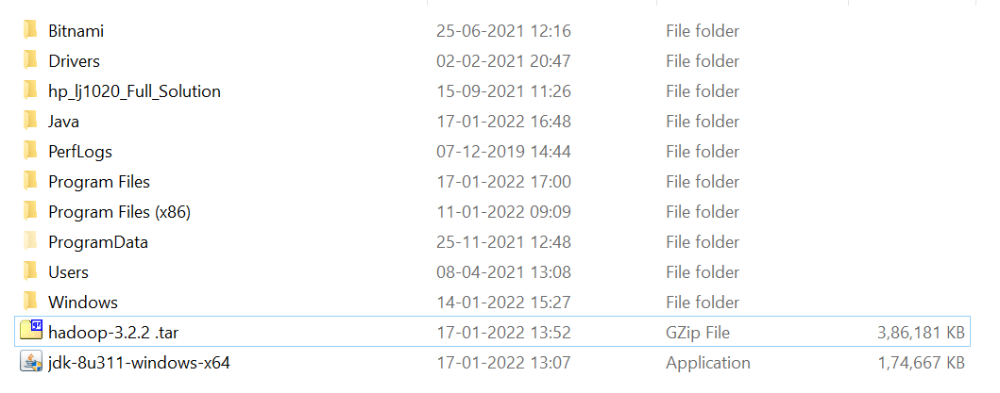 Bitnami 25-06-2021 12:16 File folder
Drivers 02-02-2021 20:47 File folder
hp_lj1020_Full_Solution 15-09-2021 11:26 File folder
Java 17-01-2022 16:48 File folder
PerfLogs 07-12-2019 14:44 File folder
Program Files 17-01-2022 17:00 File folder
Program Files (x86) 11-01-2022 09:09 File folder
ProgramData 25-11-2021 12:48 File folder
Users 08-04-2021 13:08 File folder
Windows 14-01-2022 15:27 File folder
hadoop-3.2.2 .tar 17-01-2022 13:52 GZip File 3,86,181 KB
jdk-8u311-windows-x64 17-01-2022 13:07 Application 1,74,667 KB